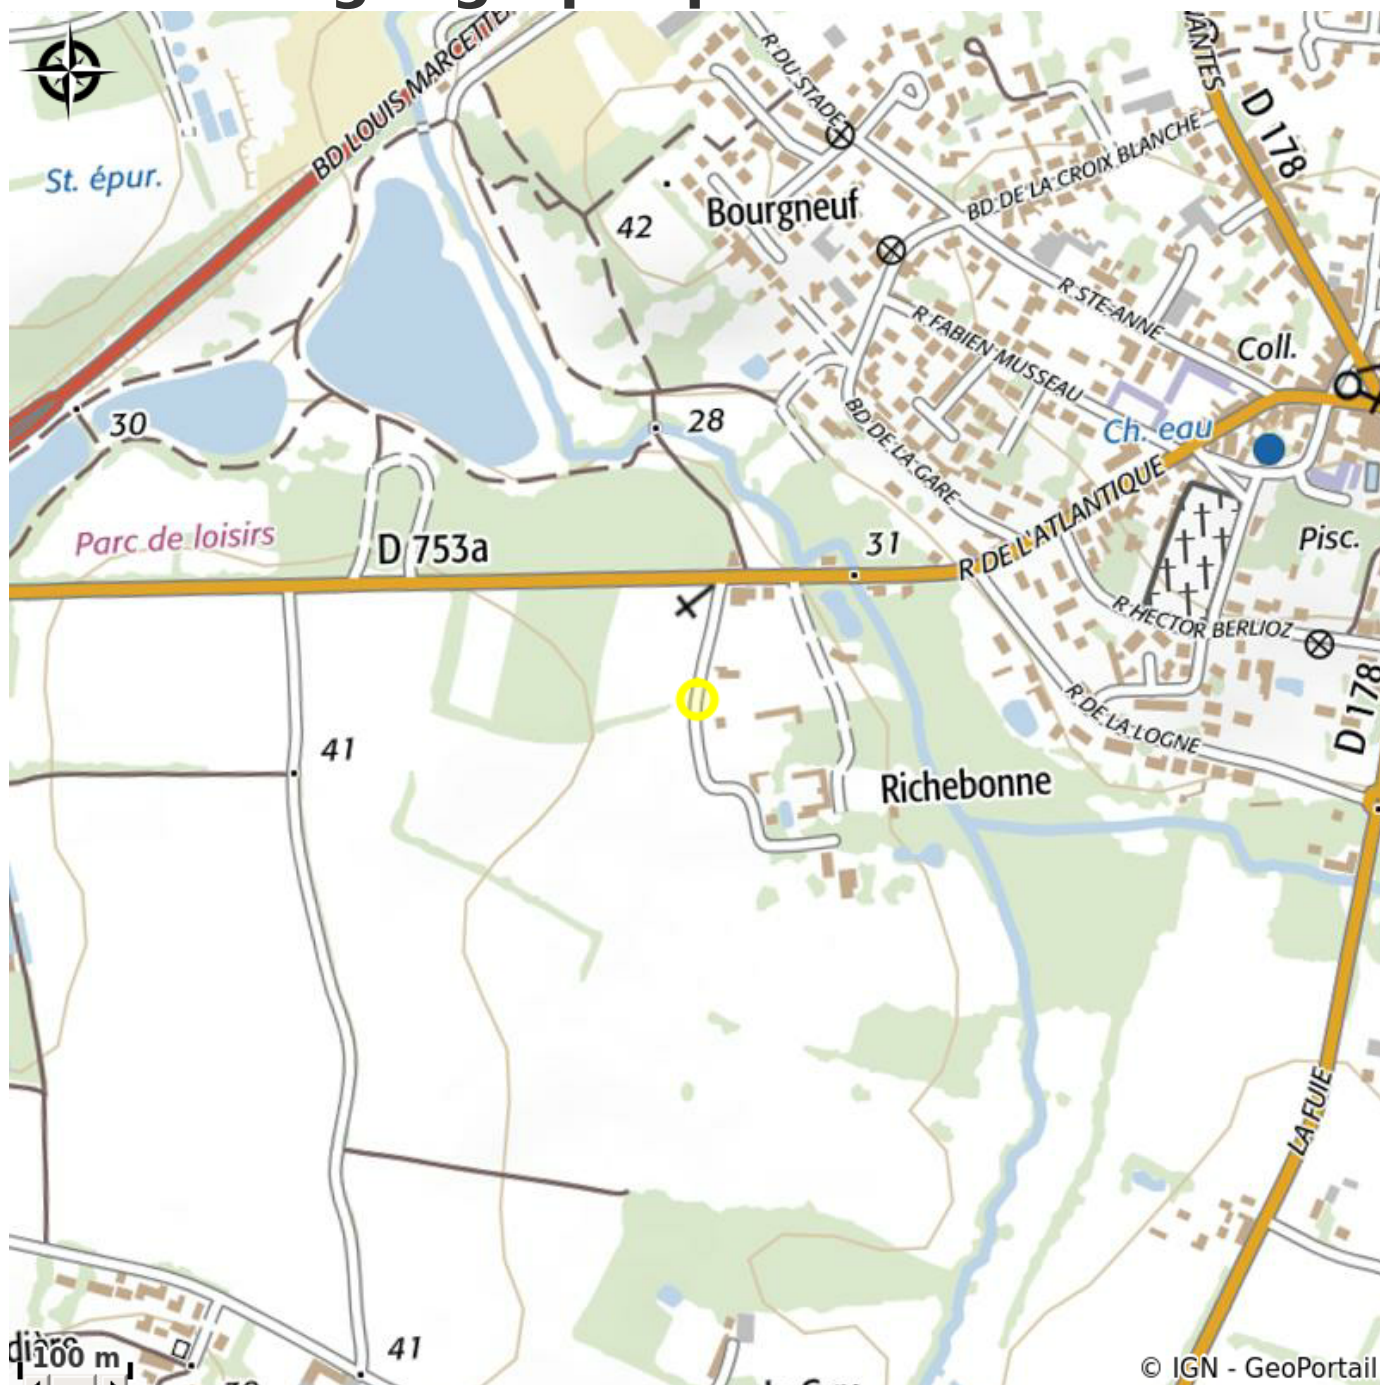 NANTES
D 178
R DU STADE
BD LOUIS MARCETTE
BD DE LA CROIX BLANCHE
St. épur.
Bourgneuf
42
R STE-ANNE
R FABIEN MUSSEAU
Coll.
30
28
Ch. eau
BD DE LA GARE
Parc de loisirs
D 753a
31
R DE L'ATLANTIQUE
Pisc.
R HECTOR BERLIOZ
D 178
R DE LA LOGNE
41
Richebonne
LA FUIE
41
100 m
© IGN - GeoPortail